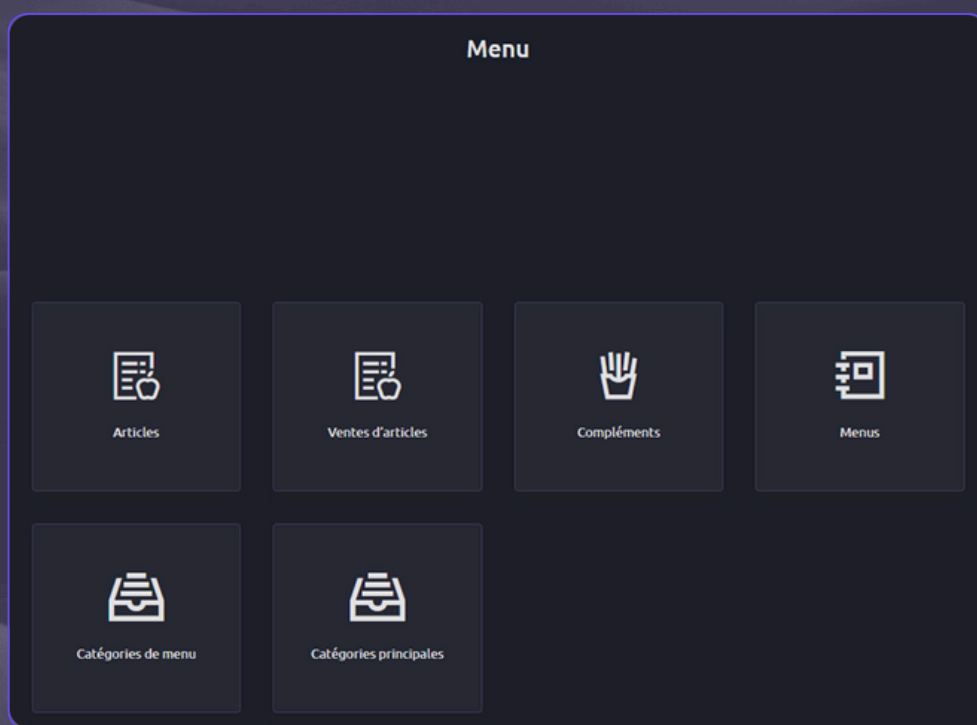 Menu
Articles
Ventes d'articles
Compléments
Menus
Catégories de menu
Catégories principales